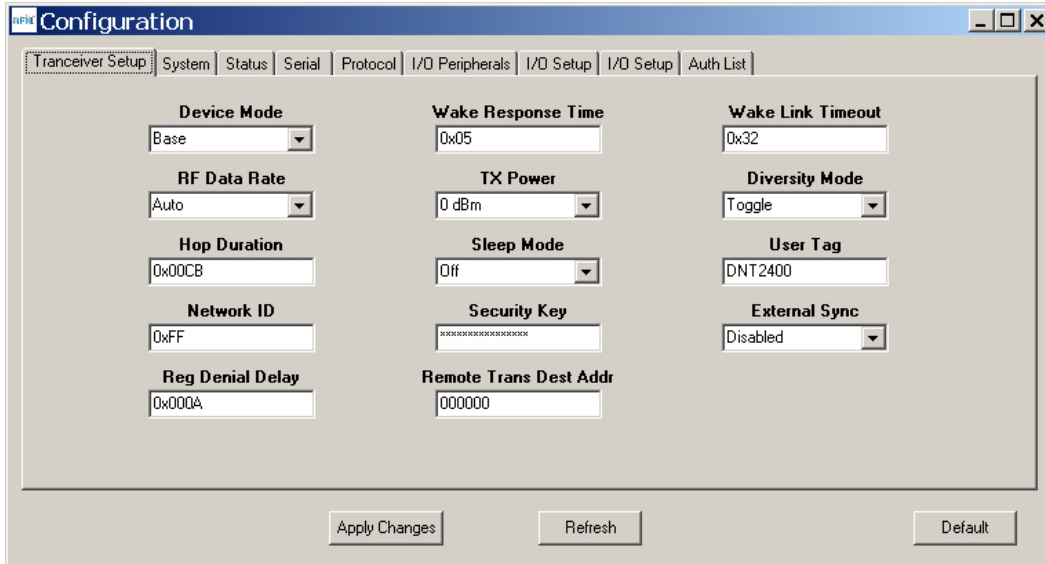 RFM Configuration
Tranceiver Setup System Status Serial Protocol I/O Peripherals I/O Setup I/O Setup Auth List
Device Mode Wake Response Time Wake Link Timeout
Base 0x05 0x32
RF Data Rate TX Power Diversity Mode
Auto 0 dBm Toggle
Hop Duration Sleep Mode User Tag
0x00CB Off DNT2400
Network ID Security Key External Sync
0xFF **************** Disabled
Reg Denial Delay Remote Trans Dest Addr
0x000A 000000
Apply Changes Refresh Default